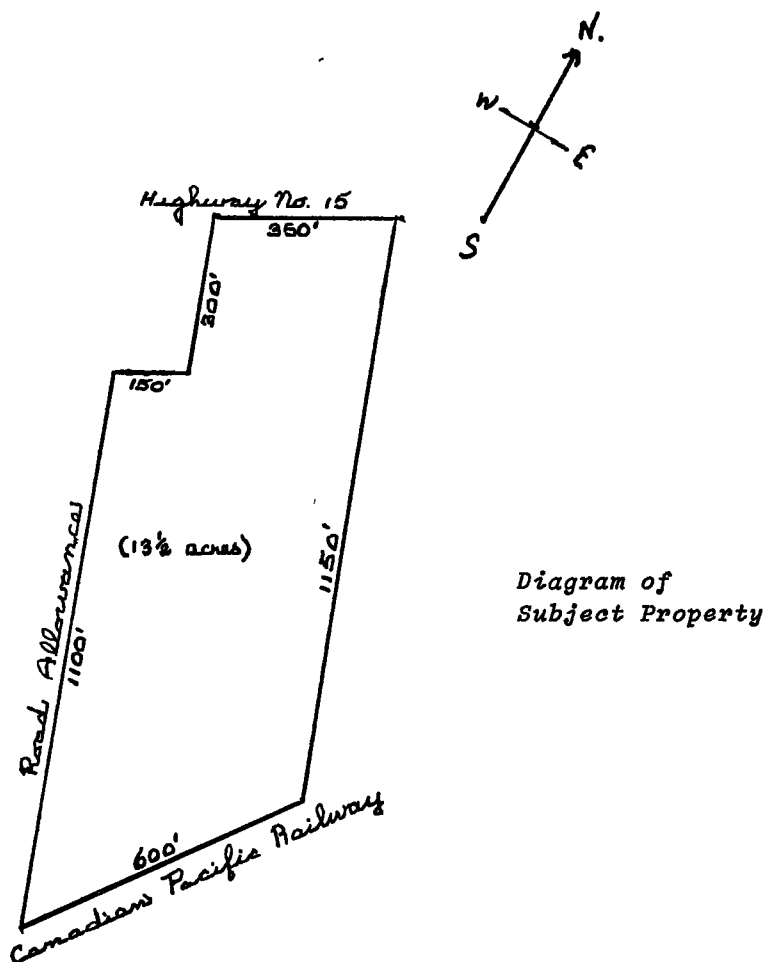 N.
W
E
S
Highway No. 15
350'
300'
150'
Road Allowance
1100'
(13½ acres)
1150'
Diagram of
Subject Property
600'
Canadian Pacific Railway